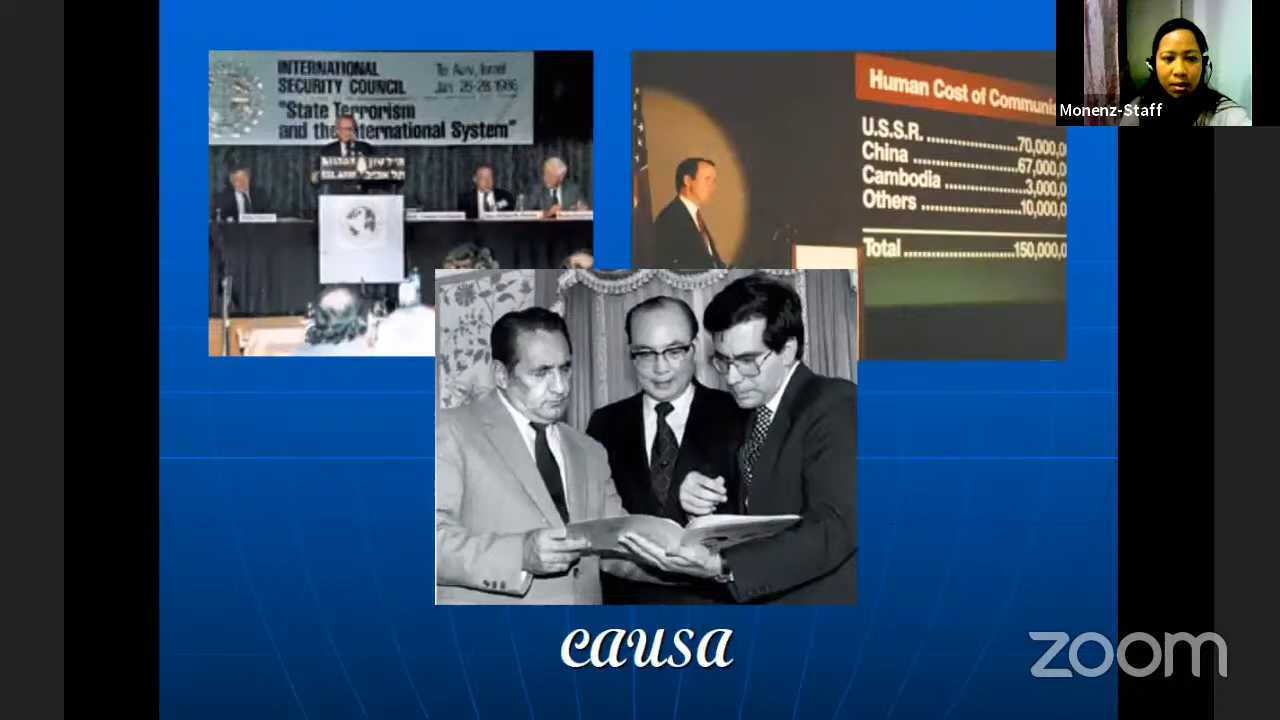 INTERNATIONAL
SECURITY COUNCIL
Tel Aviv, Israel
Jan. 26-28, 1986
"State Terrorism
and the International System"
Human Cost of Communis
U.S.S.R. ....................70,000,0
China .......................67,000,0
Cambodia ................3,000,0
Others .....................10,000,0
Total .........................150,000,0
Monenz-Staff
causa
zoom